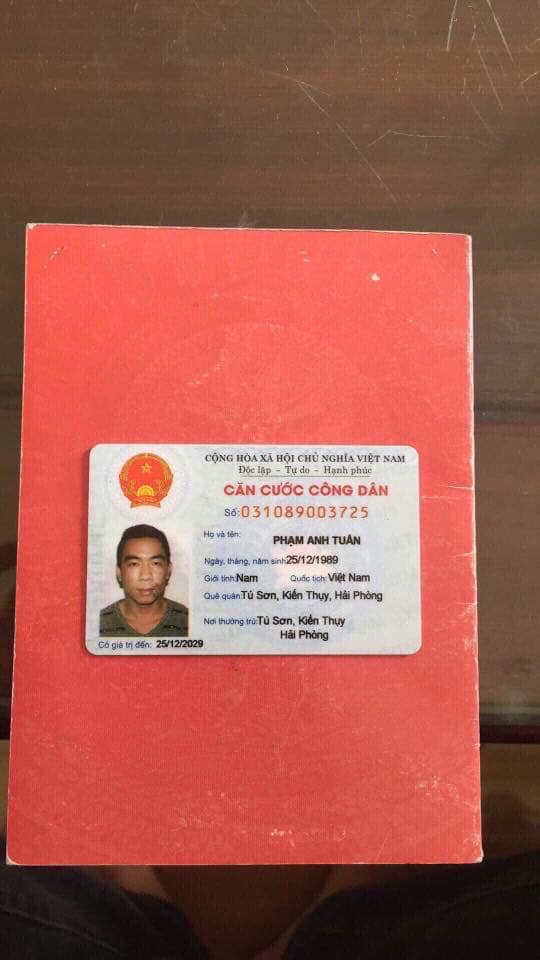 CỘNG HÒA XÃ HỘI CHỦ NGHĨA VIỆT NAM
Độc lập - Tự do - Hạnh phúc
CĂN CƯỚC CÔNG DÂN
Số: 031089003725
Họ và tên:
PHẠM ANH TUẤN
Ngày, tháng, năm sinh 25/12/1989
Giới tính: Nam Quốc tịch: Việt Nam
Quê quán: Tú Sơn, Kiến Thụy, Hải Phòng
Nơi thường trú: Tú Sơn, Kiến Thụy
Hải Phòng
Có giá trị đến: 25/12/2029